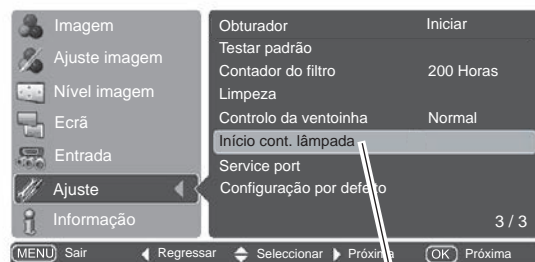 Imagem
Ajuste imagem
Nível imagem
Ecrã
Entrada
Ajuste
Informação
Obturador Iniciar
Testar padrão
Contador do filtro 200 Horas
Limpeza
Controlo da ventoinha Normal
Início cont. lâmpada
Service port
Configuração por defeito
3 / 3
MENU Sair Regressar Seleccionar Próxima OK Próxima